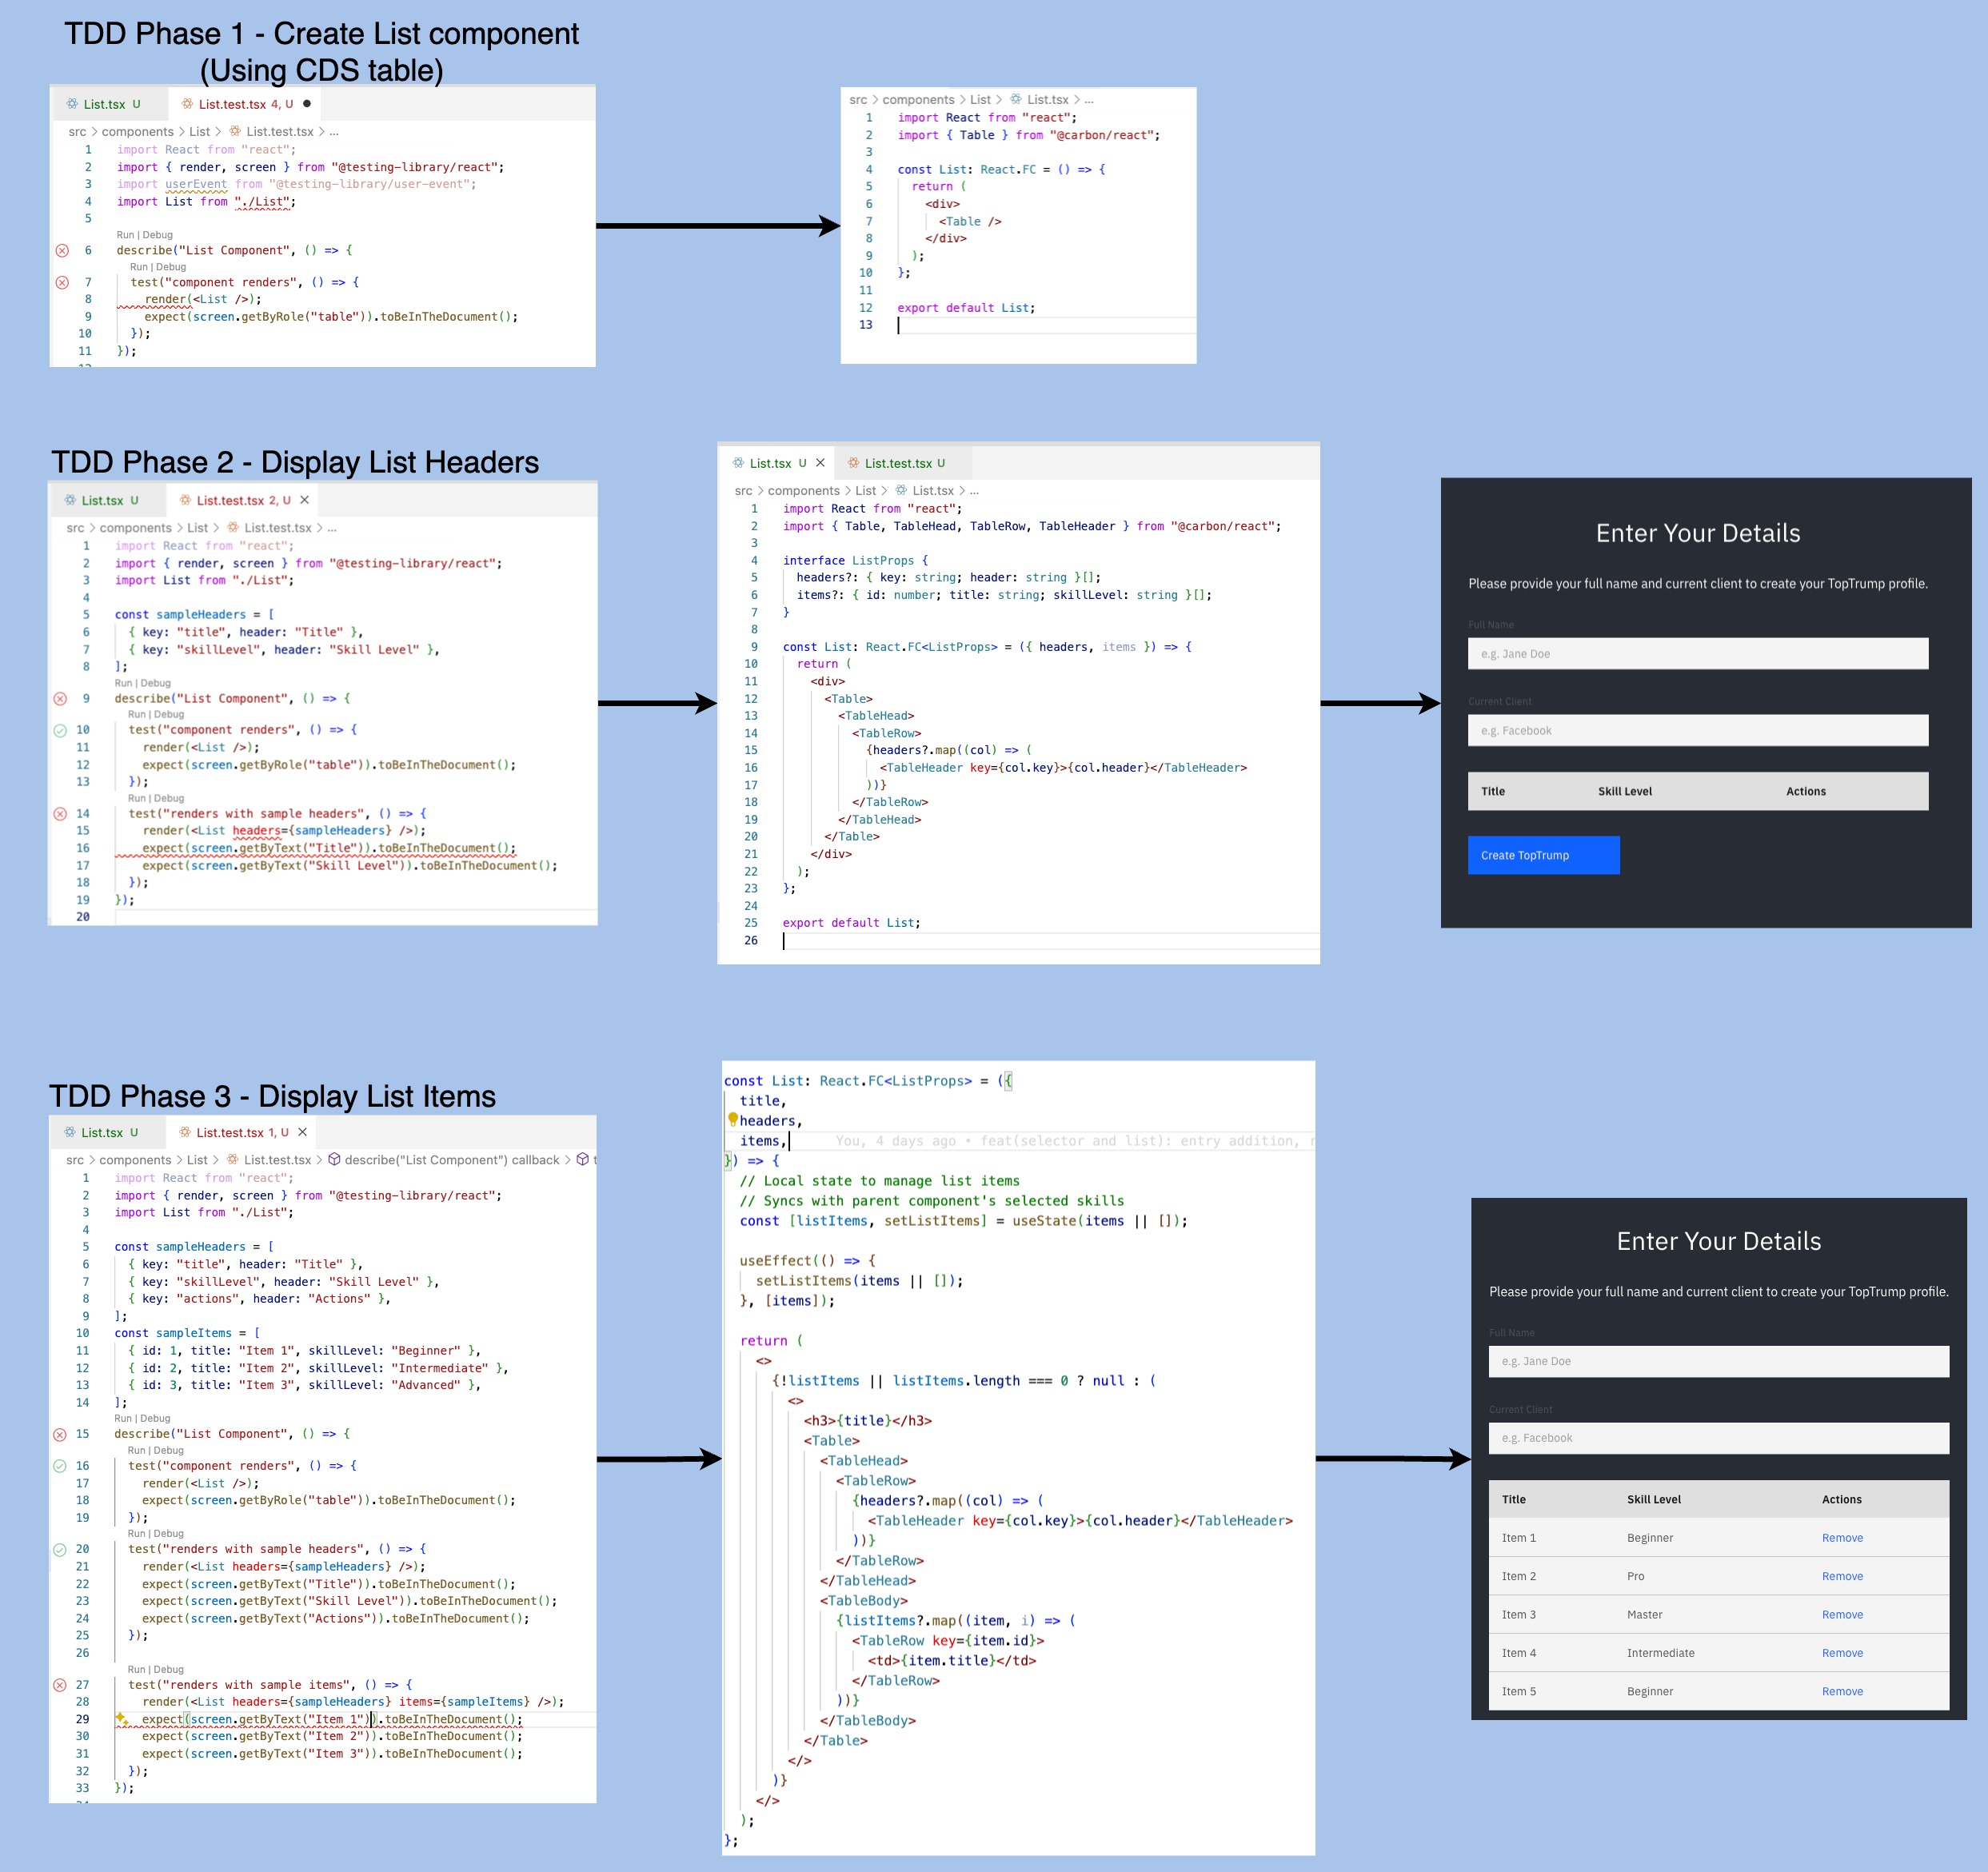 TDD Phase 1 - Create List component
(Using CDS table)
List.tsx U
List.test.tsx 4, U
src > components > List > List.test.tsx > ...
1 import React from "react";
2 import { render, screen } from "@testing-library/react";
3 import userEvent from "@testing-library/user-event";
4 import List from "./List";
5
Run | Debug
6 describe("List Component", () => {
Run | Debug
7 test("component renders", () => {
8 render(<List />);
9 expect(screen.getByRole("table")).toBeInTheDocument();
10 });
11 });
src > components > List > List.tsx > ...
1 import React from "react";
2 import { Table } from "@carbon/react";
3
4 const List: React.FC = () => {
5 return (
6 <div>
7 <Table />
8 </div>
9 );
10 };
11
12 export default List;
13
TDD Phase 2 - Display List Headers
List.tsx U
List.test.tsx 2, U
src > components > List > List.test.tsx > ...
1 import React from "react";
2 import { render, screen } from "@testing-library/react";
3 import List from "./List";
4
5 const sampleHeaders = [
6 { key: "title", header: "Title" },
7 { key: "skillLevel", header: "Skill Level" },
8 ];
Run | Debug
9 describe("List Component", () => {
Run | Debug
10 test("component renders", () => {
11 render(<List />);
12 expect(screen.getByRole("table")).toBeInTheDocument();
13 });
Run | Debug
14 test("renders with sample headers", () => {
15 render(<List headers={sampleHeaders} />);
16 expect(screen.getByText("Title")).toBeInTheDocument();
17 expect(screen.getByText("Skill Level")).toBeInTheDocument();
18 });
19 });
20
List.tsx U
List.test.tsx U
src > components > List > List.tsx > ...
1 import React from "react";
2 import { Table, TableHead, TableRow, TableHeader } from "@carbon/react";
3
4 interface ListProps {
5 headers?: { key: string; header: string }[];
6 items?: { id: number; title: string; skillLevel: string }[];
7 }
8
9 const List: React.FC<ListProps> = ({ headers, items }) => {
10 return (
11 <div>
12 <Table>
13 <TableHead>
14 <TableRow>
15 {headers?.map((col) => (
16 <TableHeader key={col.key}>{col.header}</TableHeader>
17 ))}
18 </TableRow>
19 </TableHead>
20 </Table>
21 </div>
22 );
23 };
24
25 export default List;
26
Enter Your Details
Please provide your full name and current client to create your TopTrump profile.
Full Name
e.g. Jane Doe
Current Client
e.g. Facebook
Title Skill Level Actions
Create TopTrump
TDD Phase 3 - Display List Items
List.tsx U
List.test.tsx 1, U
src > components > List > List.test.tsx > describe("List Component") callback > t
1 import React from "react";
2 import { render, screen } from "@testing-library/react";
3 import List from "./List";
4
5 const sampleHeaders = [
6 { key: "title", header: "Title" },
7 { key: "skillLevel", header: "Skill Level" },
8 { key: "actions", header: "Actions" },
9 ];
10 const sampleItems = [
11 { id: 1, title: "Item 1", skillLevel: "Beginner" },
12 { id: 2, title: "Item 2", skillLevel: "Intermediate" },
13 { id: 3, title: "Item 3", skillLevel: "Advanced" },
14 ];
Run | Debug
15 describe("List Component", () => {
Run | Debug
16 test("component renders", () => {
17 render(<List />);
18 expect(screen.getByRole("table")).toBeInTheDocument();
19 });
Run | Debug
20 test("renders with sample headers", () => {
21 render(<List headers={sampleHeaders} />);
22 expect(screen.getByText("Title")).toBeInTheDocument();
23 expect(screen.getByText("Skill Level")).toBeInTheDocument();
24 expect(screen.getByText("Actions")).toBeInTheDocument();
25 });
26
Run | Debug
27 test("renders with sample items", () => {
28 render(<List headers={sampleHeaders} items={sampleItems} />);
29 expect(screen.getByText("Item 1")).toBeInTheDocument();
30 expect(screen.getByText("Item 2")).toBeInTheDocument();
31 expect(screen.getByText("Item 3")).toBeInTheDocument();
32 });
33 });
const List: React.FC<ListProps> = ({
title,
headers,
items, You, 4 days ago • feat(selector and list): entry addition, r
}) => {
// Local state to manage list items
// Syncs with parent component's selected skills
const [listItems, setListItems] = useState(items || []);
useEffect(() => {
setListItems(items || []);
}, [items]);
return (
<>
{!listItems || listItems.length === 0 ? null : (
<>
<h3>{title}</h3>
<Table>
<TableHead>
<TableRow>
{headers?.map((col) => (
<TableHeader key={col.key}>{col.header}</TableHeader>
))}
</TableRow>
</TableHead>
<TableBody>
{listItems?.map((item, i) => (
<TableRow key={item.id}>
<td>{item.title}</td>
</TableRow>
))}
</TableBody>
</Table>
</>
)}
</>
);
};
Enter Your Details
Please provide your full name and current client to create your TopTrump profile.
Full Name
e.g. Jane Doe
Current Client
e.g. Facebook
Title Skill Level Actions
Item 1 Beginner Remove
Item 2 Pro Remove
Item 3 Master Remove
Item 4 Intermediate Remove
Item 5 Beginner Remove